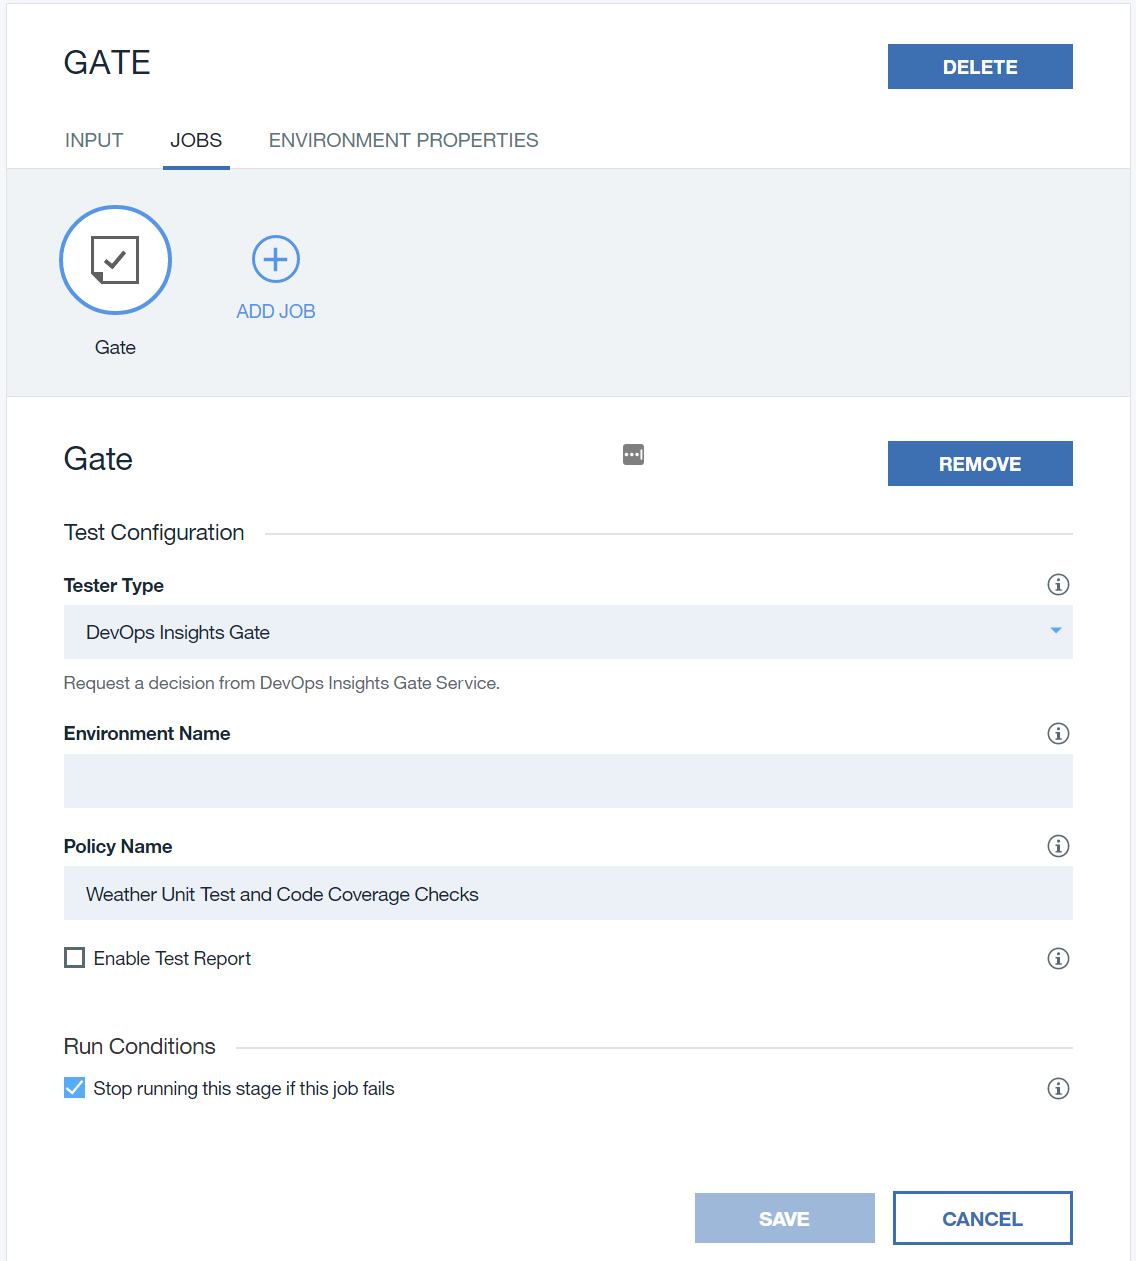 GATE
DELETE
INPUT JOBS ENVIRONMENT PROPERTIES
ADD JOB
Gate
Gate
REMOVE
Test Configuration
Tester Type
DevOps Insights Gate
Request a decision from DevOps Insights Gate Service.
Environment Name
Policy Name
Weather Unit Test and Code Coverage Checks
Enable Test Report
Run Conditions
Stop running this stage if this job fails
SAVE CANCEL